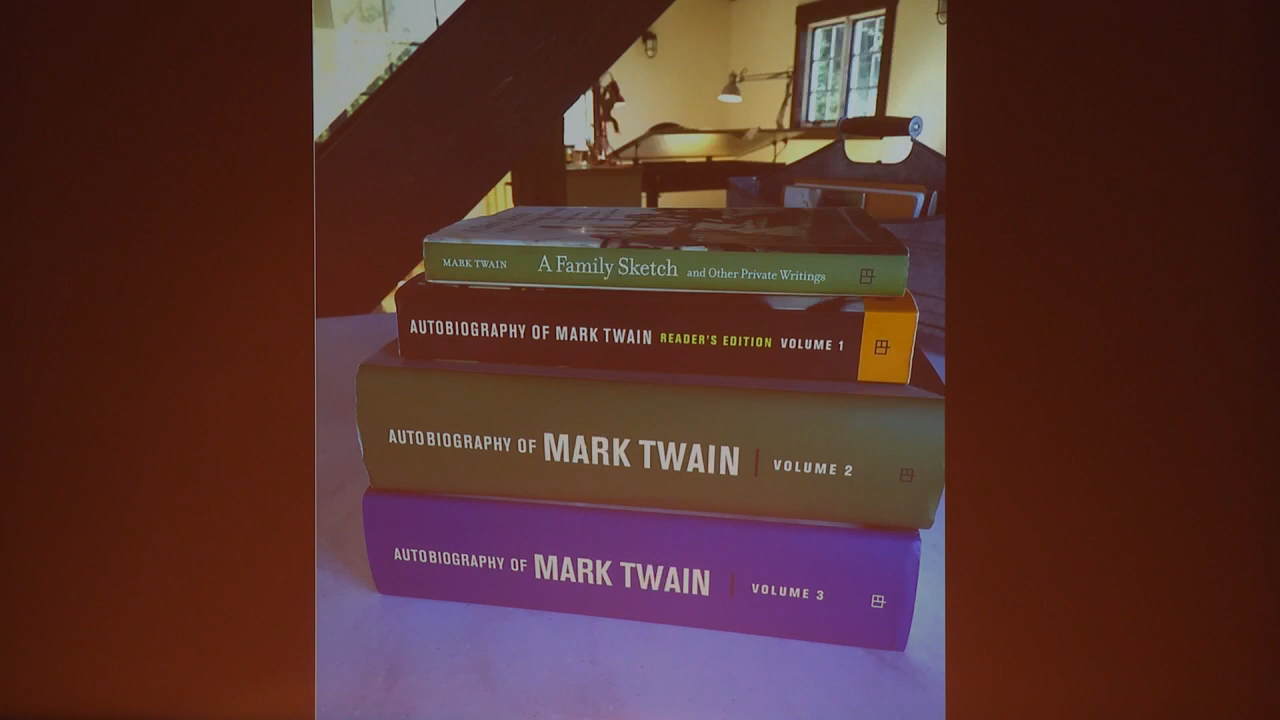 MARK TWAIN A Family Sketch and Other Private Writings
AUTOBIOGRAPHY OF MARK TWAIN READER'S EDITION VOLUME 1
AUTOBIOGRAPHY OF MARK TWAIN | VOLUME 2
AUTOBIOGRAPHY OF MARK TWAIN | VOLUME 3